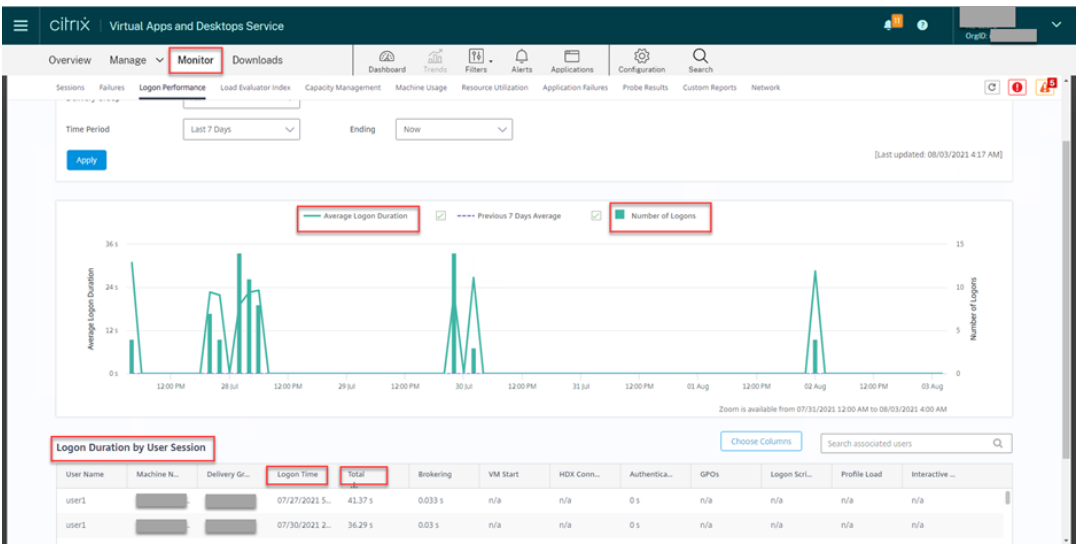 citrix | Virtual Apps and Desktops Service
11
OrgID:
Overview Manage Monitor Downloads
Dashboard Trends Filters Alerts Applications Configuration Search
Sessions Failures Logon Performance Load Evaluator Index Capacity Management Machine Usage Resource Utilization Application Failures Probe Results Custom Reports Network
5
Time Period Last 7 Days Ending Now
Apply
[Last updated: 08/03/2021 4:17 AM]
Average Logon Duration Previous 7 Days Average Number of Logons
36 s 15
24 s 10
12 s 5
0 s 0
Average Logon Duration
Number of Logons
12:00 PM 28 Jul 12:00 PM 29 Jul 12:00 PM 30 Jul 12:00 PM 31 Jul 12:00 PM 01 Aug 12:00 PM 02 Aug 12:00 PM 03 Aug
Zoom is available from 07/31/2021 12:00 AM to 08/03/2021 4:00 AM
Logon Duration by User Session
Choose Columns
Search associated users
User Name Machine N... Delivery Gr... Logon Time Total Brokering VM Start HDX Conn... Authentica... GPOs Logon Scri... Profile Load Interactive ...
user1 07/27/2021 5... 41.37 s 0.033 s n/a n/a 0 s n/a n/a n/a n/a
user1 07/30/2021 2... 36.29 s 0.03 s n/a n/a 0 s n/a n/a n/a n/a